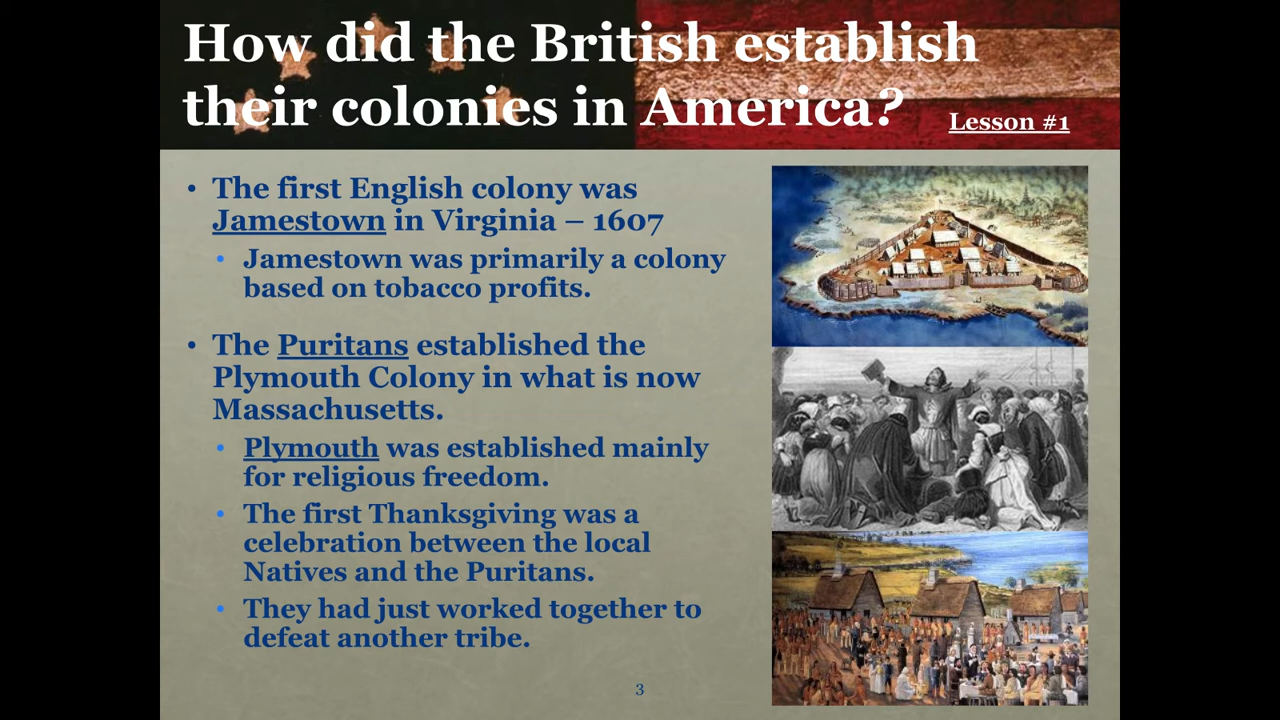 How did the British establish
their colonies in America?
Lesson #1
• The first English colony was
Jamestown in Virginia – 1607
• Jamestown was primarily a colony
based on tobacco profits.
• The Puritans established the
Plymouth Colony in what is now
Massachusetts.
• Plymouth was established mainly
for religious freedom.
• The first Thanksgiving was a
celebration between the local
Natives and the Puritans.
• They had just worked together to
defeat another tribe.
3